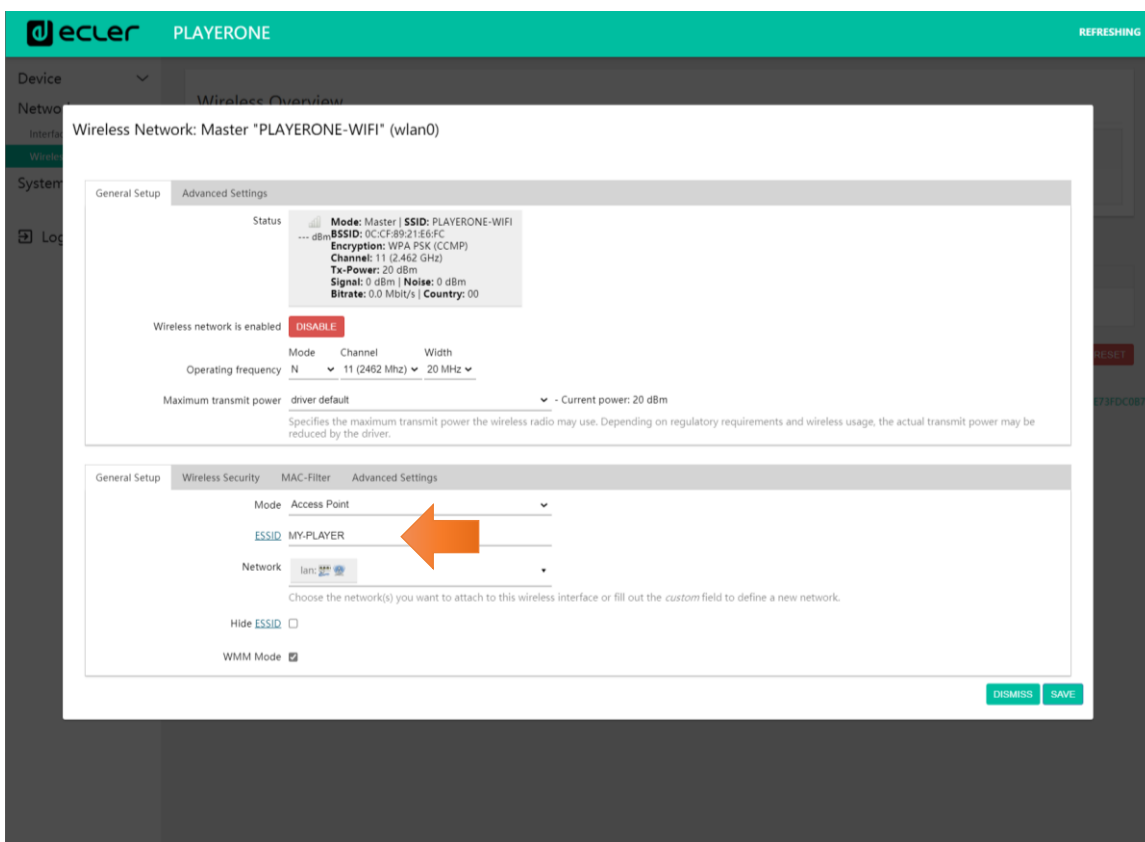 ecler PLAYERONE REFRESHING
Device
Wireless Overview
Netwo
Wireless Network: Master "PLAYERONE-WIFI" (wlan0)
Interfa
Wireles
System
General Setup Advanced Settings
Status
Mode: Master | SSID: PLAYERONE-WIFI
--- dBm BSSID: 0C:CF:89:21:E6:FC
Encryption: WPA PSK (CCMP)
Channel: 11 (2.462 GHz)
Tx-Power: 20 dBm
Signal: 0 dBm | Noise: 0 dBm
Bitrate: 0.0 Mbit/s | Country: 00
Log
Wireless network is enabled DISABLE
Mode Channel Width
Operating frequency N 11 (2462 Mhz) 20 MHz
RESET
Maximum transmit power driver default - Current power: 20 dBm
E73FDC087
Specifies the maximum transmit power the wireless radio may use. Depending on regulatory requirements and wireless usage, the actual transmit power may be
reduced by the driver.
General Setup Wireless Security MAC-Filter Advanced Settings
Mode Access Point
ESSID MY-PLAYER
Network lan:
Choose the network(s) you want to attach to this wireless interface or fill out the custom field to define a new network.
Hide ESSID
WMM Mode
DISMISS SAVE